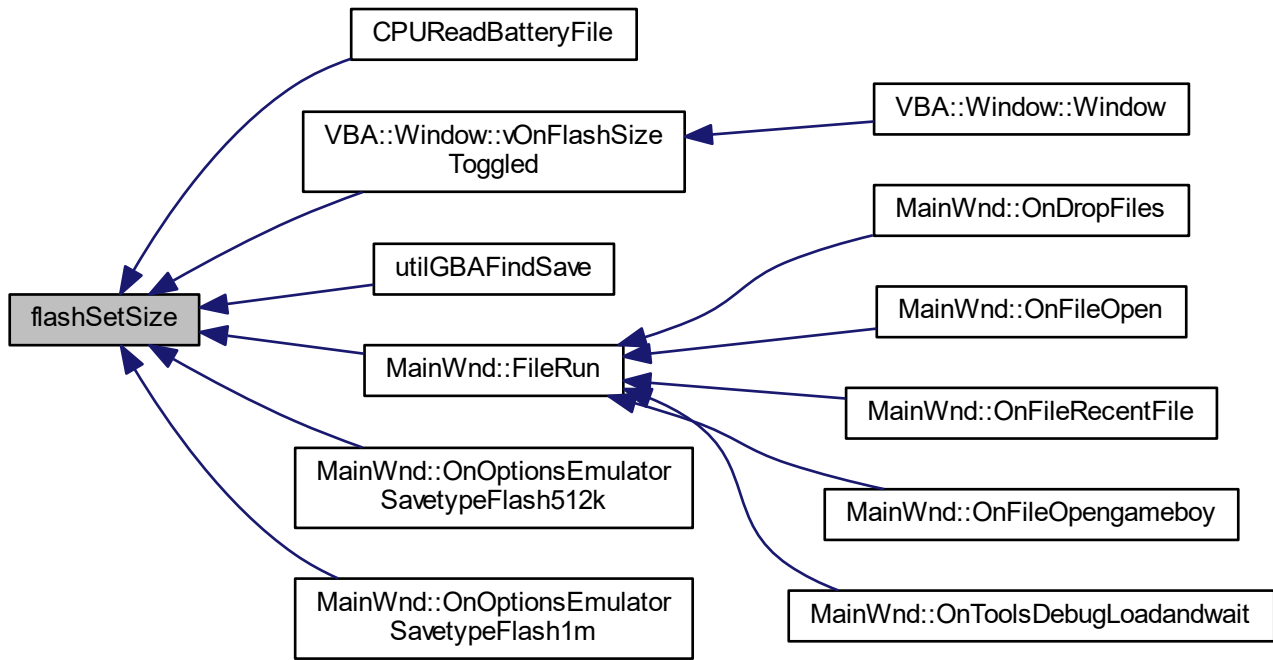 CPUReadBatteryFile
VBA::Window::vOnFlashSize
Toggled
VBA::Window::Window
MainWnd::OnDropFiles
utilGBAFindSave
flashSetSize
MainWnd::OnFileOpen
MainWnd::FileRun
MainWnd::OnFileRecentFile
MainWnd::OnOptionsEmulator
SavetypeFlash512k
MainWnd::OnFileOpengameboy
MainWnd::OnOptionsEmulator
SavetypeFlash1m
MainWnd::OnToolsDebugLoadandwait